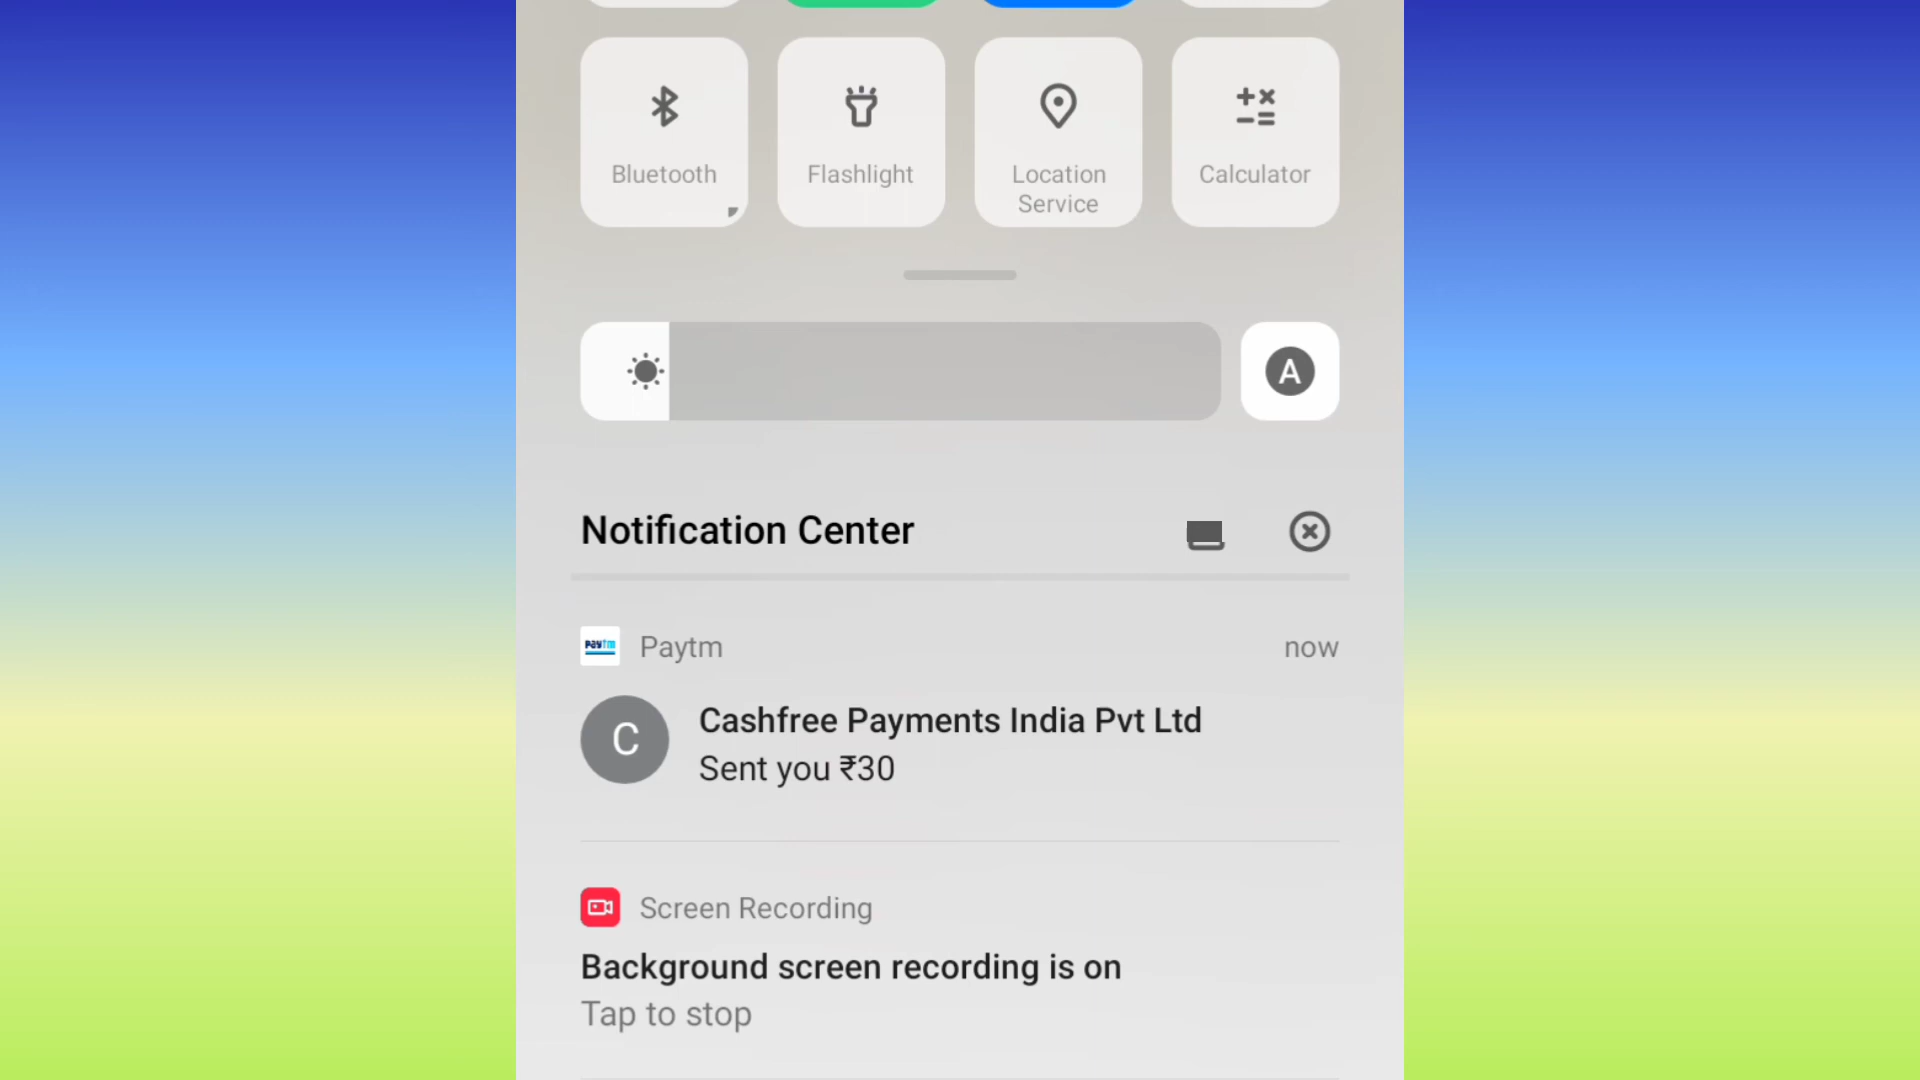 Bluetooth
Flashlight
Location
Service
Calculator
A
Notification Center
Paytm
Paytm
now
C
Cashfree Payments India Pvt Ltd
Sent you ₹30
Screen Recording
Background screen recording is on
Tap to stop